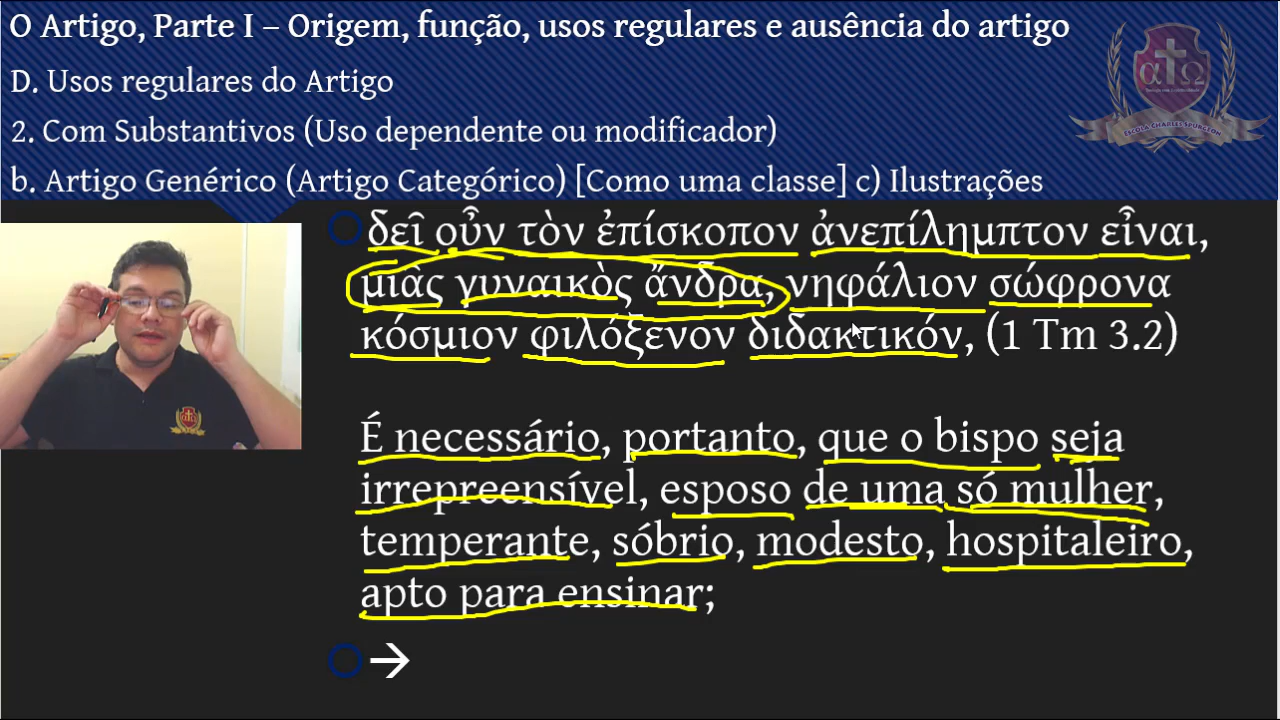 O Artigo, Parte I – Origem, função, usos regulares e ausência do artigo
D. Usos regulares do Artigo
2. Com Substantivos (Uso dependente ou modificador)
b. Artigo Genérico (Artigo Categórico) [Como uma classe] c) Ilustrações
α Ω
ESCOLA CHARLES SPURGEON
δεῖ οὖν τὸν ἐπίσκοπον ἀνεπίλημπτον εἶναι,
μιᾶς γυναικὸς ἄνδρα, νηφάλιον σώφρονα
κόσμιον φιλόξενον διδακτικόν, (1 Tm 3.2)
É necessário, portanto, que o bispo seja
irrepreensível, esposo de uma só mulher,
temperante, sóbrio, modesto, hospitaleiro,
apto para ensinar;
→